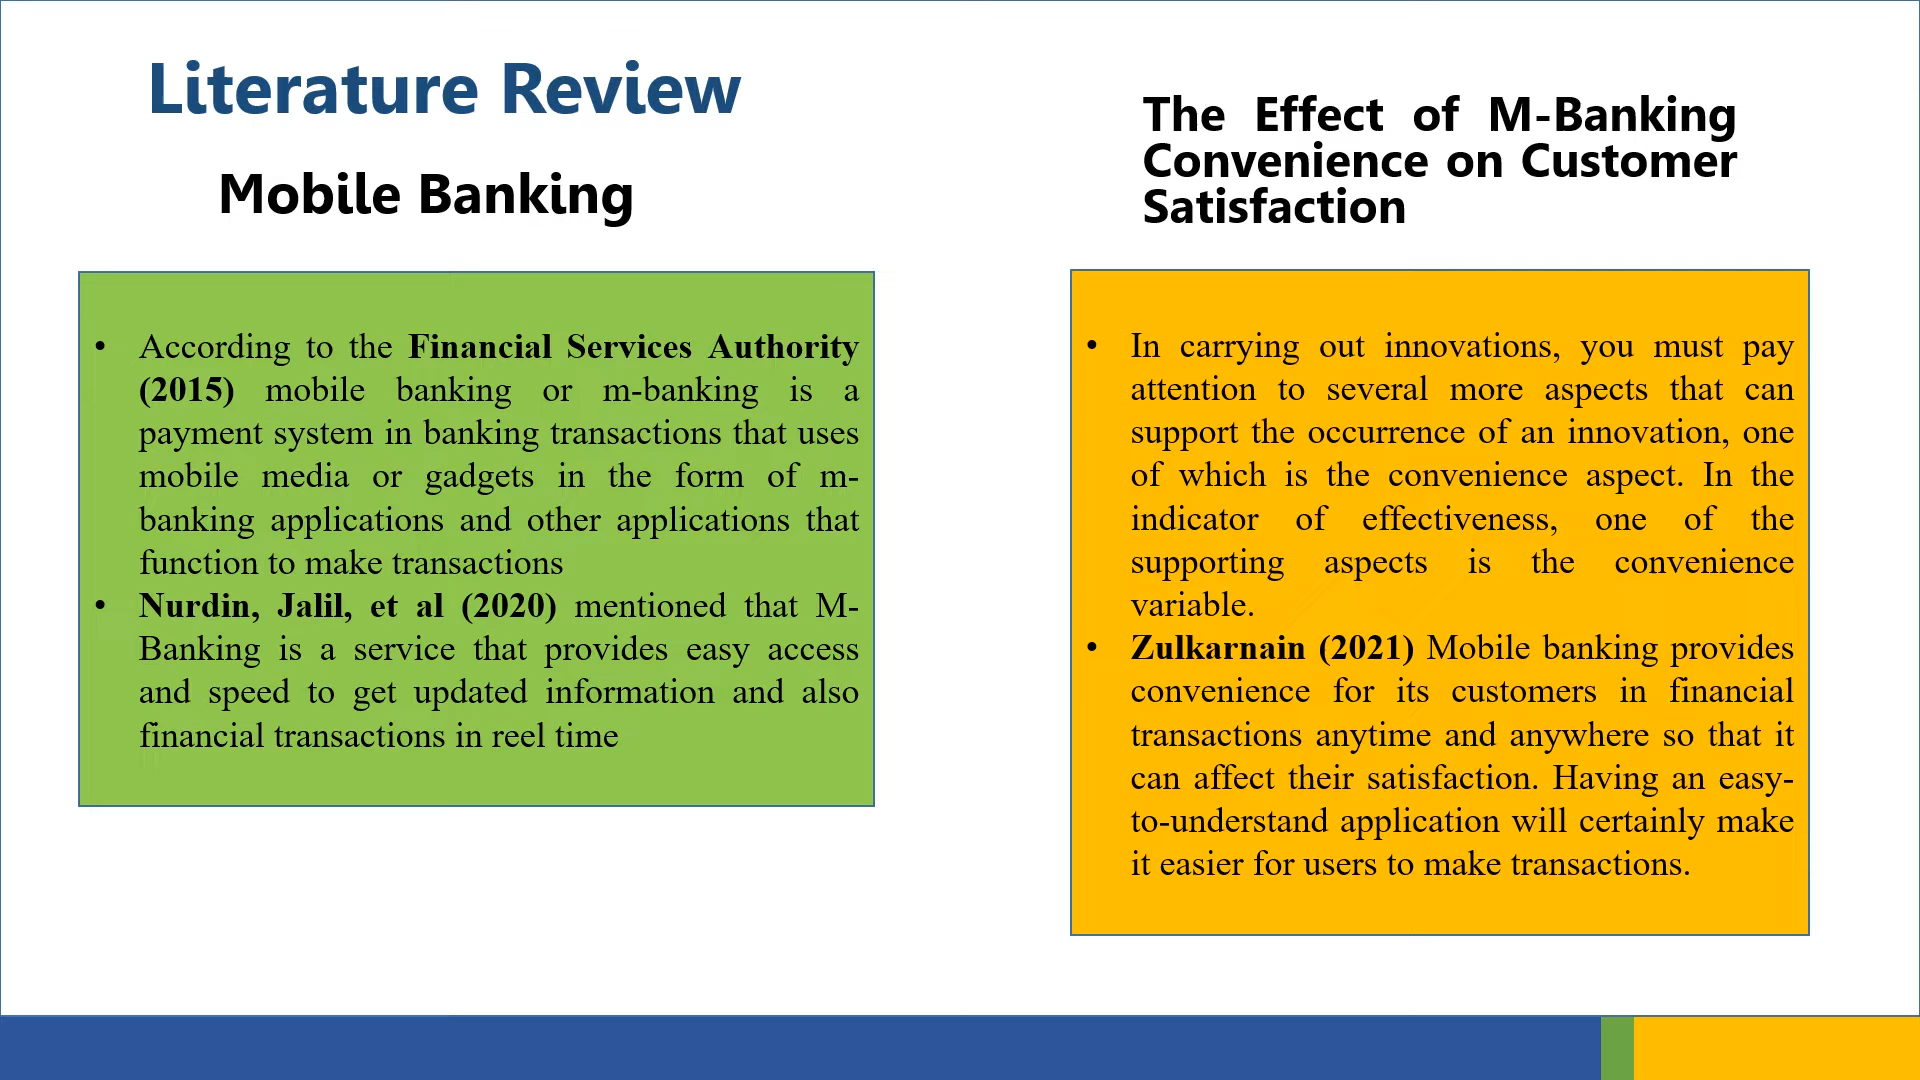 Literature Review
Mobile Banking
• According to the Financial Services Authority
(2015) mobile banking or m-banking is a
payment system in banking transactions that uses
mobile media or gadgets in the form of m-
banking applications and other applications that
function to make transactions
• Nurdin, Jalil, et al (2020) mentioned that M-
Banking is a service that provides easy access
and speed to get updated information and also
financial transactions in reel time
The Effect of M-Banking
Convenience on Customer
Satisfaction
• In carrying out innovations, you must pay
attention to several more aspects that can
support the occurrence of an innovation, one
of which is the convenience aspect. In the
indicator of effectiveness, one of the
supporting aspects is the convenience
variable.
• Zulkarnain (2021) Mobile banking provides
convenience for its customers in financial
transactions anytime and anywhere so that it
can affect their satisfaction. Having an easy-
to-understand application will certainly make
it easier for users to make transactions.